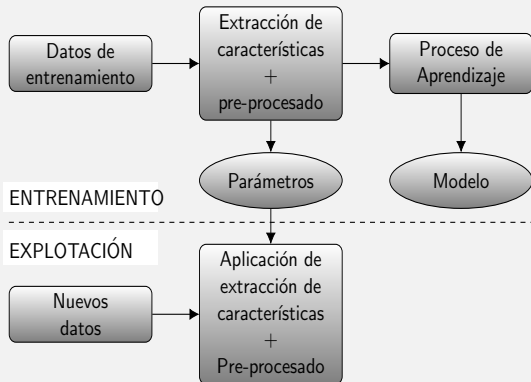 Datos de
entrenamiento
Extracción de
características
+
pre-procesado
Proceso de
Aprendizaje
Parámetros
Modelo
ENTRENAMIENTO
EXPLOTACIÓN
Nuevos
datos
Aplicación de
extracción de
características
+
Pre-procesado